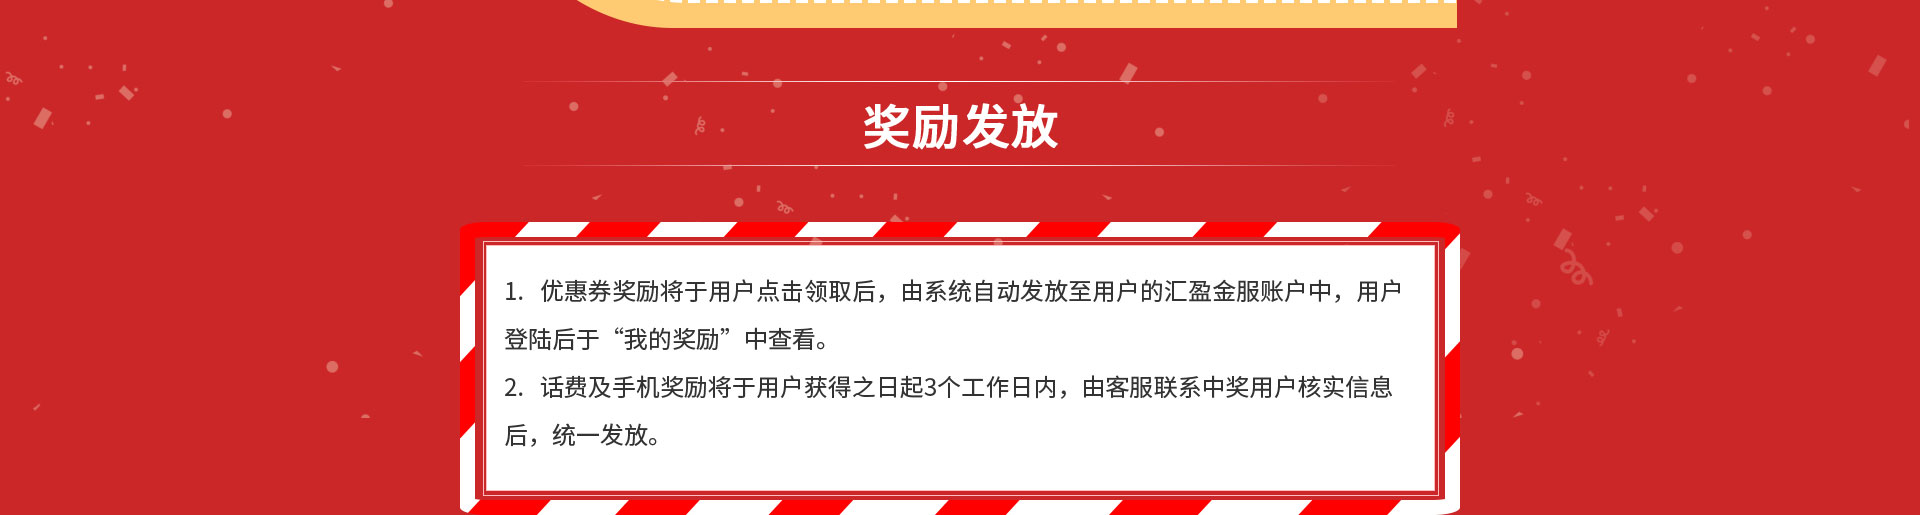 奖励发放
1. 优惠券奖励将于用户点击领取后，由系统自动发放至用户的汇盈金服账户中，用户
登陆后于“我的奖励”中查看。
2. 话费及手机奖励将于用户获得之日起3个工作日内，由客服联系中奖用户核实信息
后，统一发放。